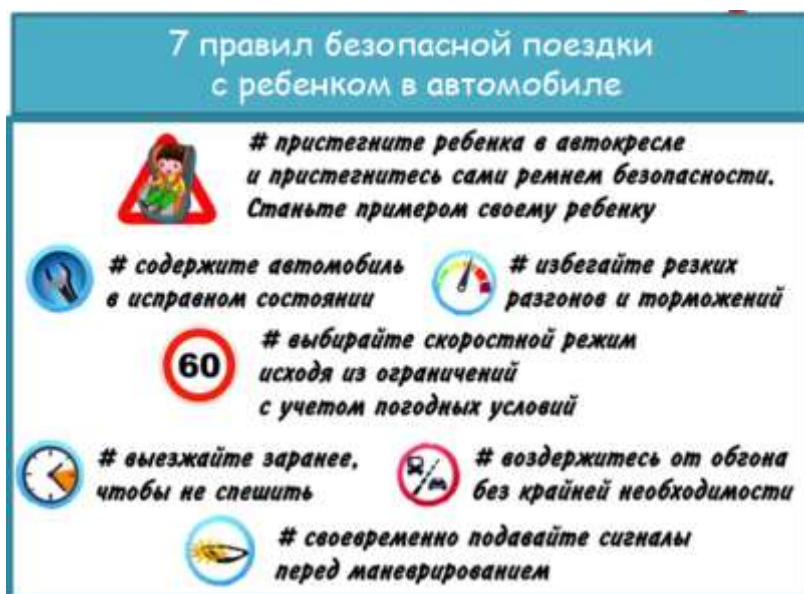 7 правил безопасной поездки
с ребенком в автомобиле
# пристегните ребенка в автокресле
и пристегнитесь сами ремнем безопасности.
Станьте примером своему ребенку
# содержите автомобиль
в исправном состоянии
# избегайте резких
разгонов и торможений
# выбирайте скоростной режим
исходя из ограничений
с учетом погодных условий
60
# выезжайте заранее,
чтобы не спешить
# воздержитесь от обгона
без крайней необходимости
# своевременно подавайте сигналы
перед маневрированием